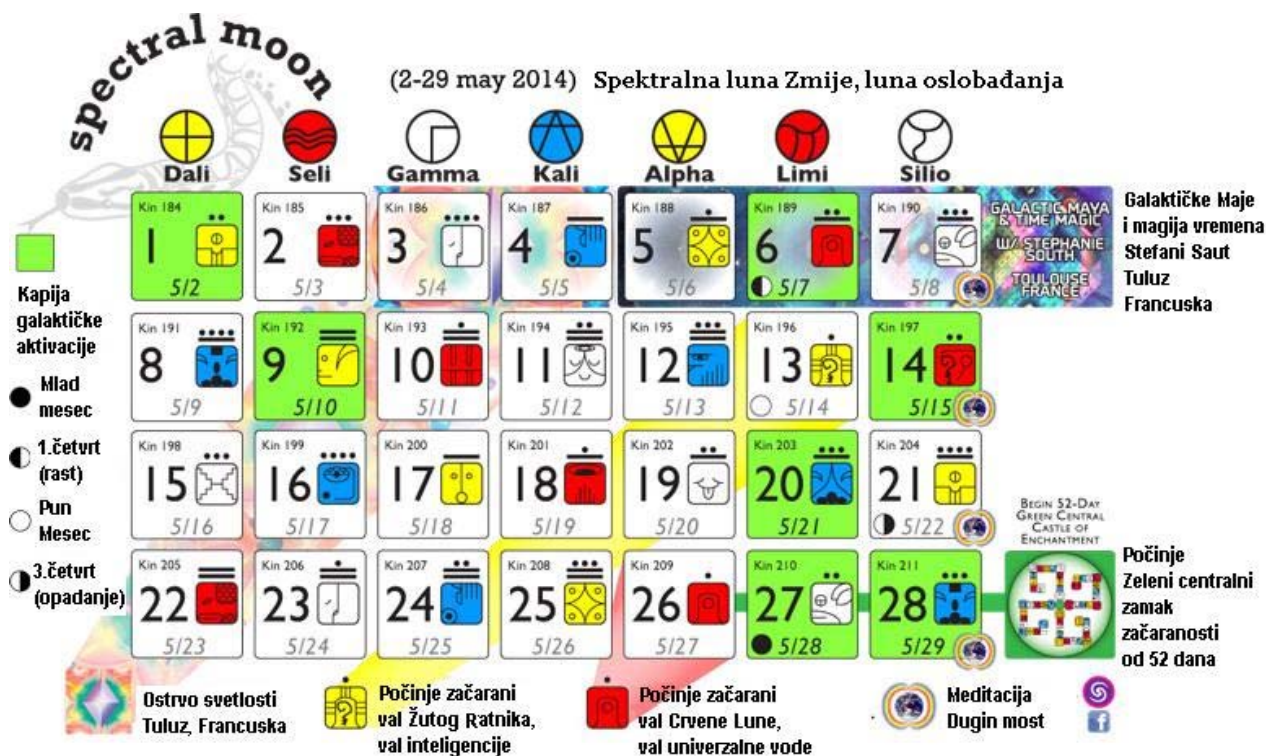 spectral moon
(2-29 may 2014) Spektralna luna Zmije, luna oslobađanja
Dali Seli Gamma Kali Alpha Limi Silio
Kin 184 Kin 185 Kin 186 Kin 187 Kin 188 Kin 189 Kin 190
1 2 3 4 5 6 7
5/2 5/3 5/4 5/5 5/6 5/7 5/8
GALACTIC MAYA
& TIME MAGIC
W/ STEPHANIE
SOUTH
TOULOUSE
FRANCE
Galaktičke Maje
i magija vremena
Stefani Saut
Tuluz
Francuska
Kapija
galaktičke
aktivacije
Mlad
mesec
1.četvrt
(rast)
Pun
Mesec
3.četvrt
(opadanje)
Kin 191 Kin 192 Kin 193 Kin 194 Kin 195 Kin 196 Kin 197
8 9 10 11 12 13 14
5/9 5/10 5/11 5/12 5/13 5/14 5/15
Kin 198 Kin 199 Kin 200 Kin 201 Kin 202 Kin 203 Kin 204
15 16 17 18 19 20 21
5/16 5/17 5/18 5/19 5/20 5/21 5/22
Kin 205 Kin 206 Kin 207 Kin 208 Kin 209 Kin 210 Kin 211
22 23 24 25 26 27 28
5/23 5/24 5/25 5/26 5/27 5/28 5/29
BEGIN 52-DAY
GREEN CENTRAL
CASTLE OF
ENCHANTMENT
Počinje
Zeleni centralni
zamak
začaranosti
od 52 dana
Ostrvo svetlosti
Tuluz, Francuska
Počinje začarani
val Žutog Ratnika,
val inteligencije
Počinje začarani
val Crvene Lune,
val univerzalne vode
Meditacija
Dugin most
f